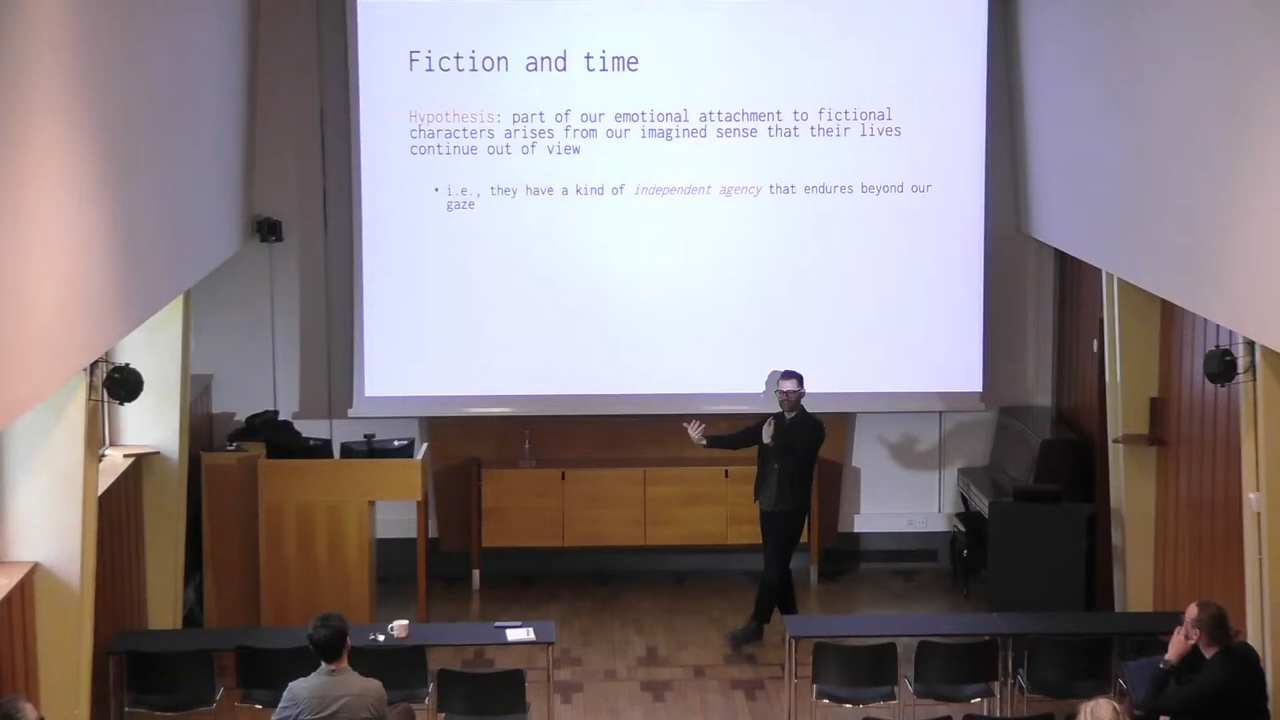 Fiction and time
Hypothesis: part of our emotional attachment to fictional
characters arises from our imagined sense that their lives
continue out of view
• i.e., they have a kind of independent agency that endures beyond our
gaze